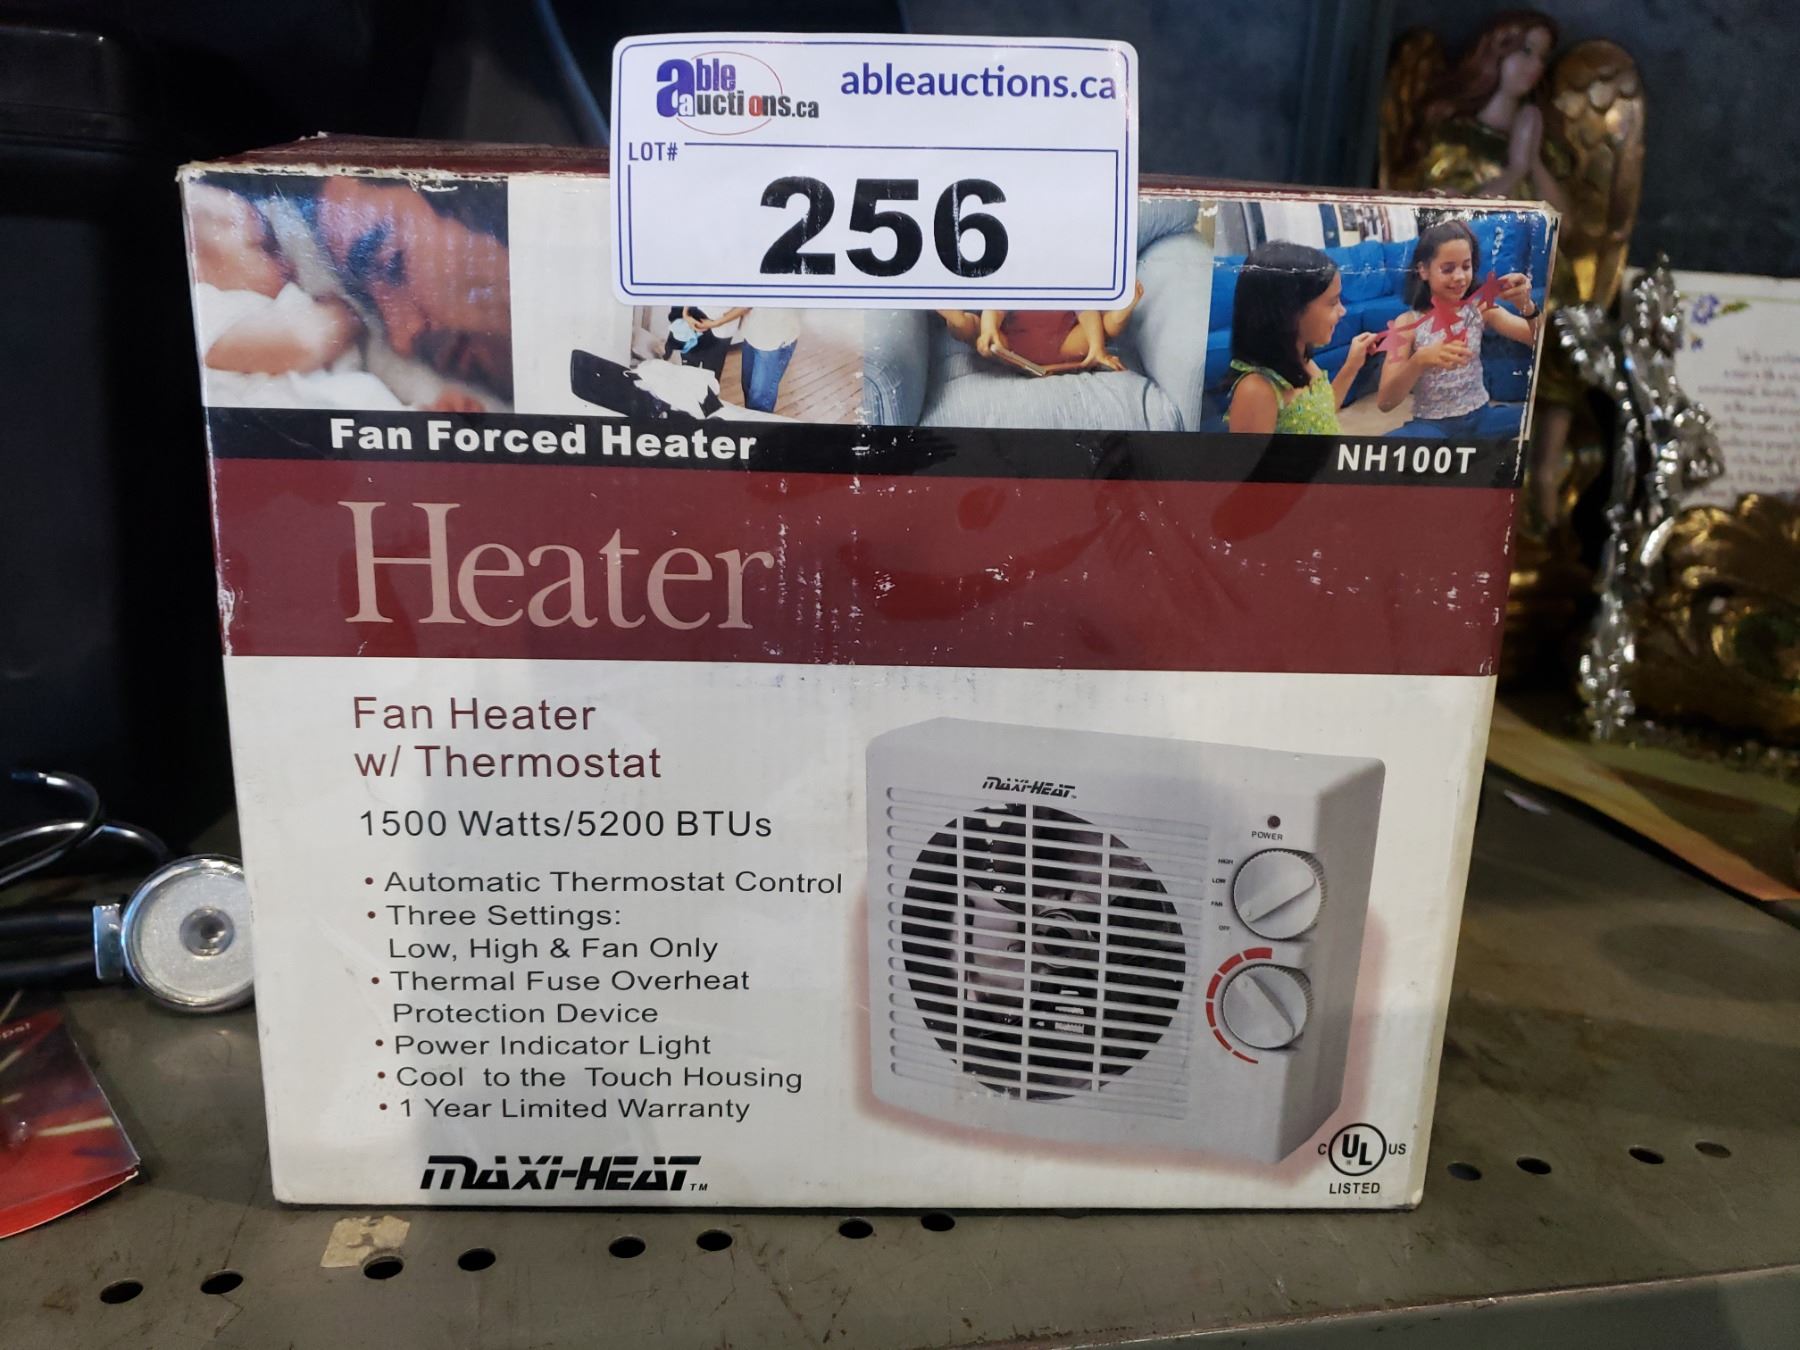 able auctions.ca
ableauctions.ca
LOT#
256
Fan Forced Heater
NH100T
Heater
Fan Heater
w/ Thermostat
1500 Watts/5200 BTUs
• Automatic Thermostat Control
• Three Settings:
Low, High & Fan Only
• Thermal Fuse Overheat
Protection Device
• Power Indicator Light
• Cool to the Touch Housing
• 1 Year Limited Warranty
MAXI-HEAT™
MAXI-HEAT
POWER
HIGH
LOW
FAN
OFF
C UL US
LISTED